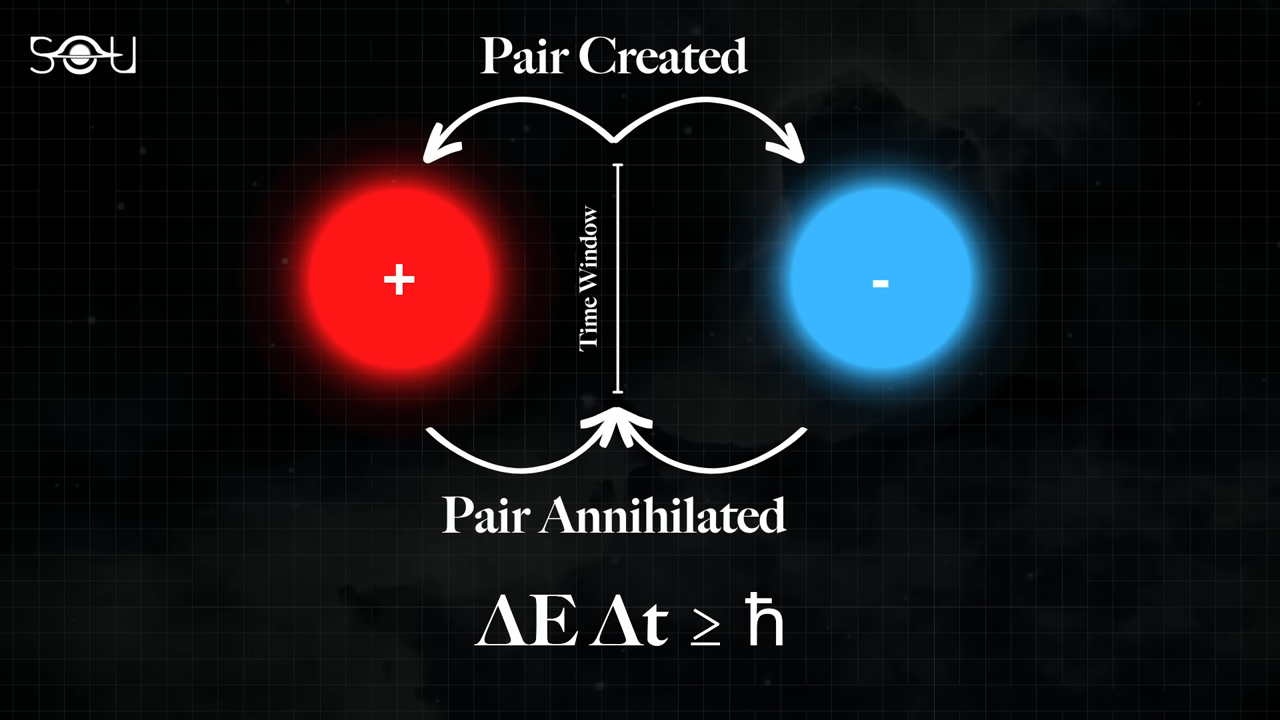 SOU
Pair Created
+
-
Time Window
Pair Annihilated
ΔE Δt ≥ ħ